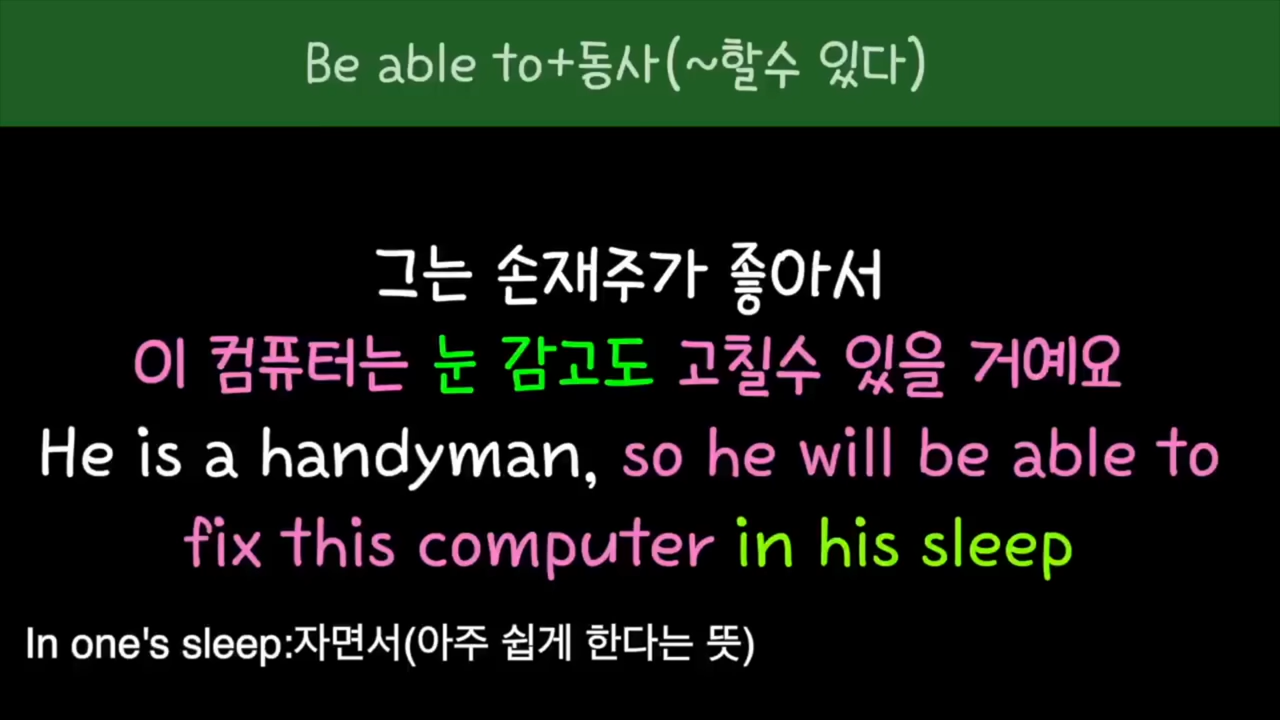 Be able to+동사(~할수 있다)
그는 손재주가 좋아서
이 컴퓨터는 눈 감고도 고칠수 있을 거예요
He is a handyman, so he will be able to
fix this computer in his sleep
In one's sleep:자면서(아주 쉽게 한다는 뜻)